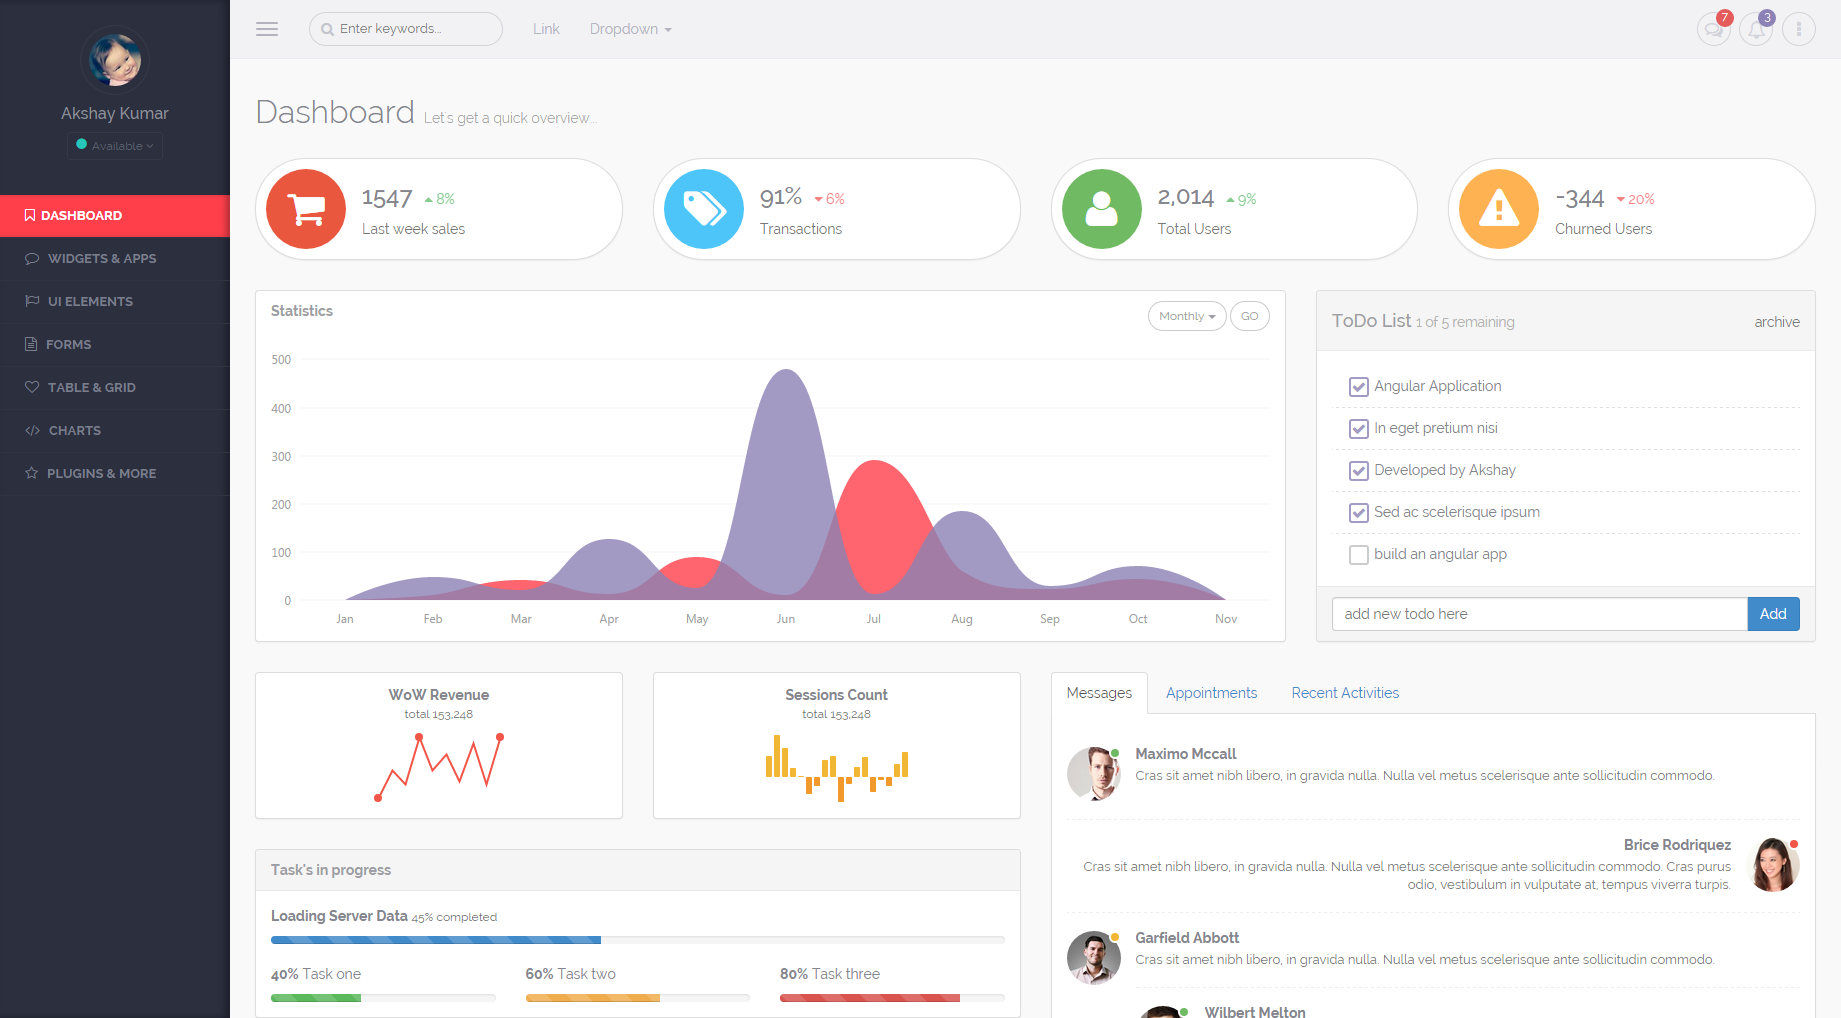 Akshay Kumar
Available
DASHBOARD
WIDGETS & APPS
UI ELEMENTS
FORMS
TABLE & GRID
CHARTS
PLUGINS & MORE
Enter keywords...
Link
Dropdown
7
3
Dashboard Let's get a quick overview...
1547 8%
Last week sales
91% 6%
Transactions
2,014 9%
Total Users
-344 20%
Churned Users
Statistics
Monthly
GO
500
400
300
200
100
0
Jan Feb Mar Apr May Jun Jul Aug Sep Oct Nov
ToDo List 1 of 5 remaining
archive
Angular Application
In eget pretium nisi
Developed by Akshay
Sed ac scelerisque ipsum
build an angular app
add new todo here
Add
WoW Revenue
total 153,248
Sessions Count
total 153,248
Task's in progress
Loading Server Data 45% completed
40% Task one
60% Task two
80% Task three
Messages
Appointments
Recent Activities
Maximo Mccall
Cras sit amet nibh libero, in gravida nulla. Nulla vel metus scelerisque ante sollicitudin commodo.
Brice Rodriquez
Cras sit amet nibh libero, in gravida nulla. Nulla vel metus scelerisque ante sollicitudin commodo. Cras purus
odio, vestibulum in vulputate at, tempus viverra turpis.
Garfield Abbott
Cras sit amet nibh libero, in gravida nulla. Nulla vel metus scelerisque ante sollicitudin commodo.
Wilbert Melton